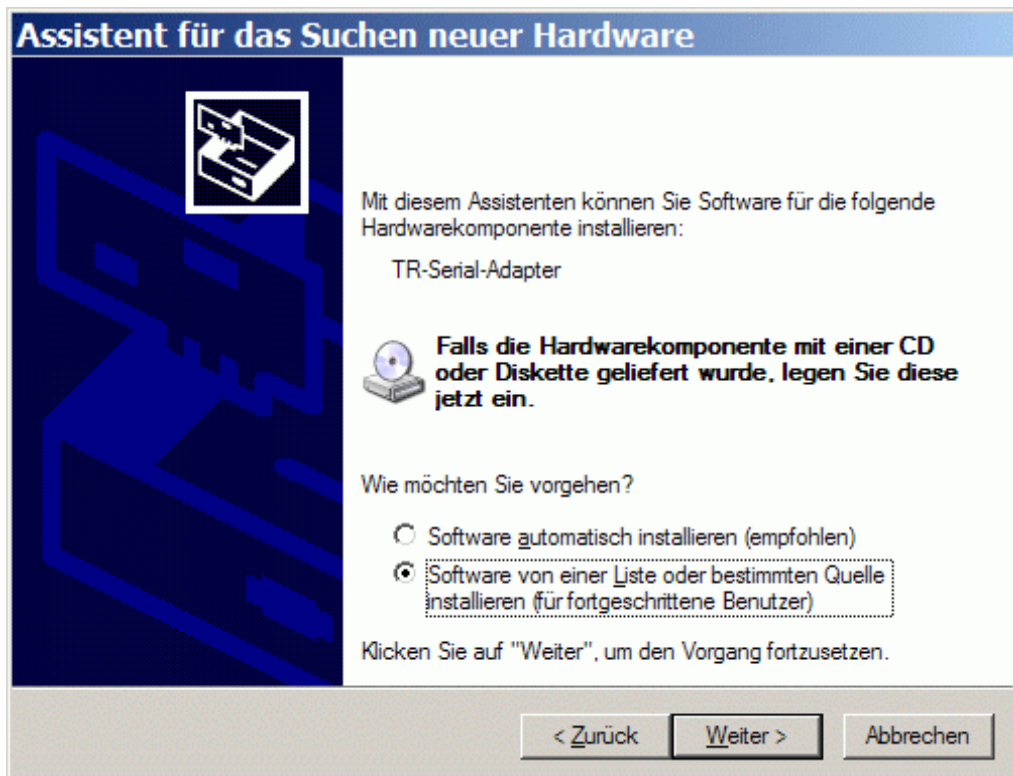 Assistent für das Suchen neuer Hardware
Mit diesem Assistenten können Sie Software für die folgende
Hardwarekomponente installieren:
TR-Serial-Adapter
Falls die Hardwarekomponente mit einer CD
oder Diskette geliefert wurde, legen Sie diese
jetzt ein.
Wie möchten Sie vorgehen?
Software automatisch installieren (empfohlen)
Software von einer Liste oder bestimmten Quelle
installieren (für fortgeschrittene Benutzer)
Klicken Sie auf "Weiter", um den Vorgang fortzusetzen.
< Zurück
Weiter >
Abbrechen